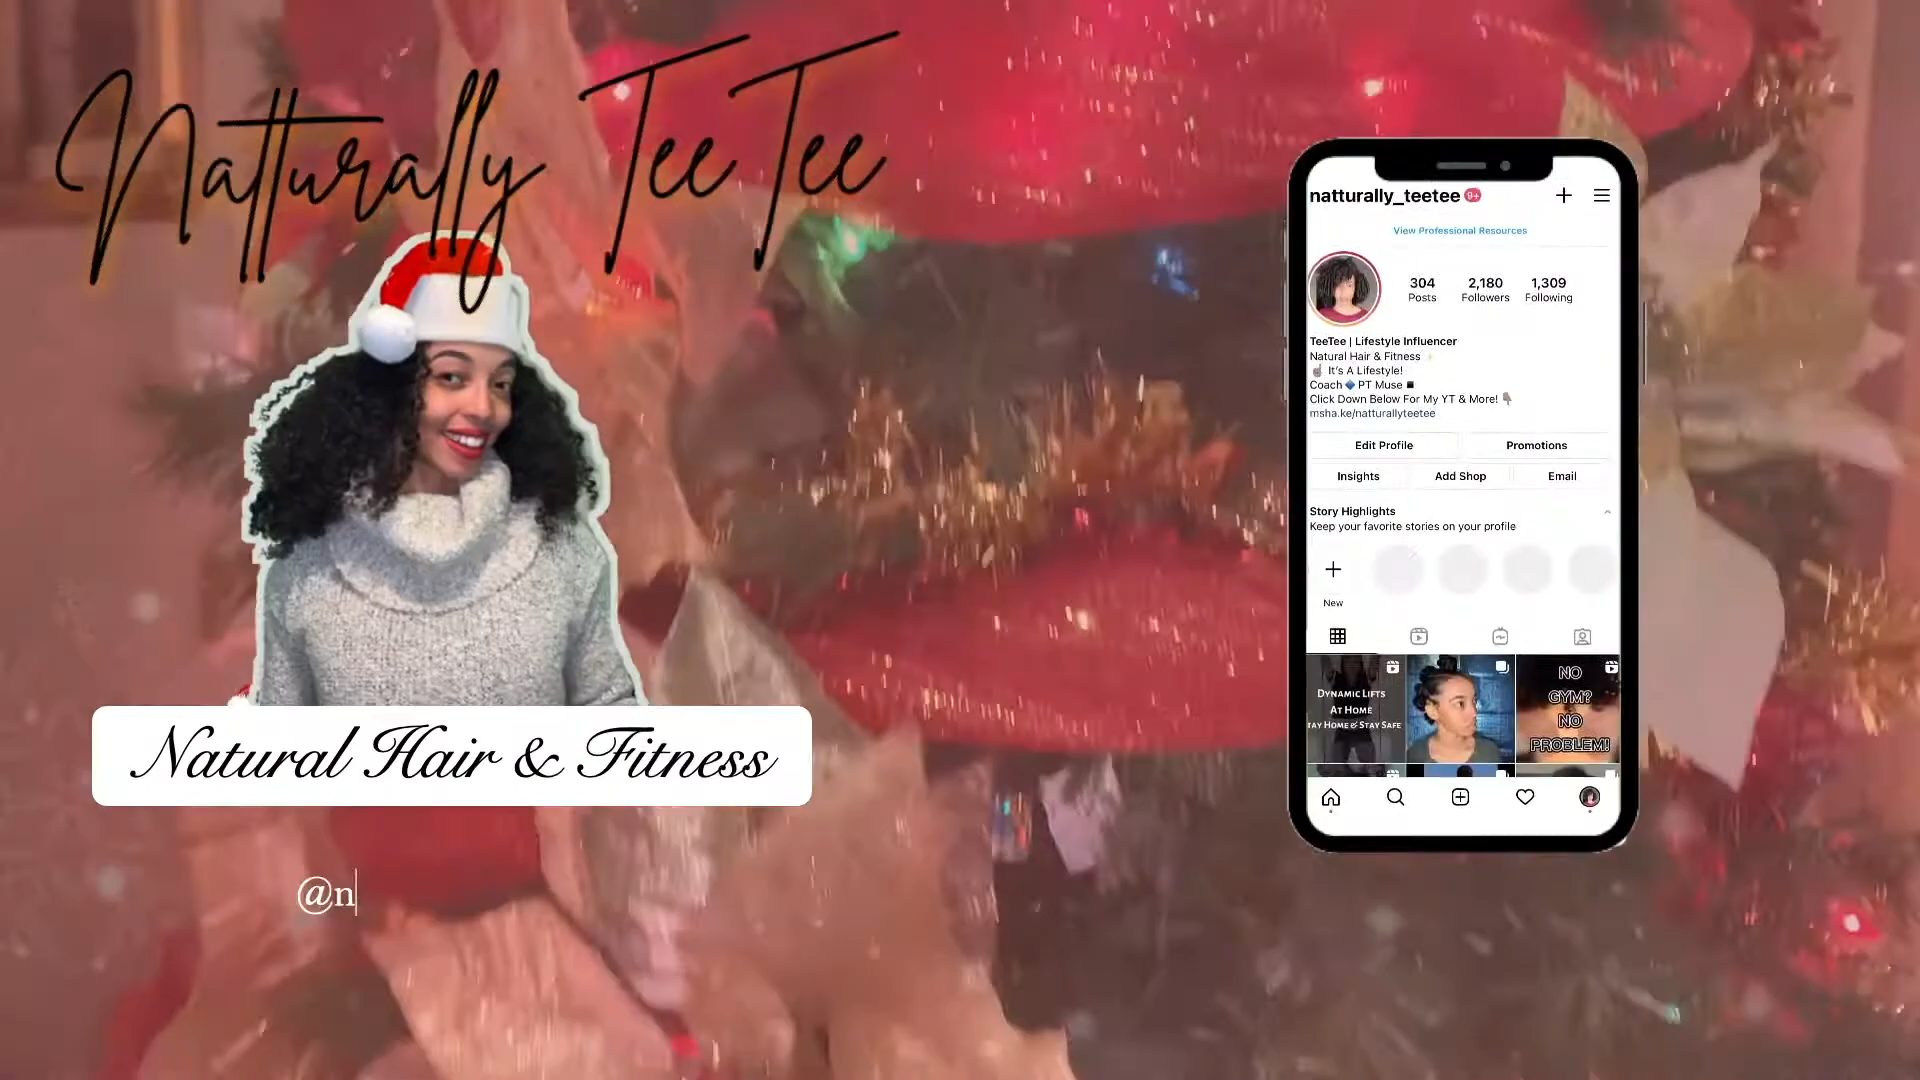 Natturally TeeTee
Natural Hair & Fitness
@n
natturally_teetee 9+
View Professional Resources
304 2,180 1,309
Posts Followers Following
TeeTee | Lifestyle Influencer
Natural Hair & Fitness
It's A Lifestyle!
Coach 🔷 PT Muse
Click Down Below For My YT & More!
msha.ke/natturallyteetee
Edit Profile Promotions
Insights Add Shop Email
Story Highlights
Keep your favorite stories on your profile
New
DYNAMIC LIFTS
AT HOME
TAY HOME & STAY SAFE
NO
GYM?
NO
PROBLEM!